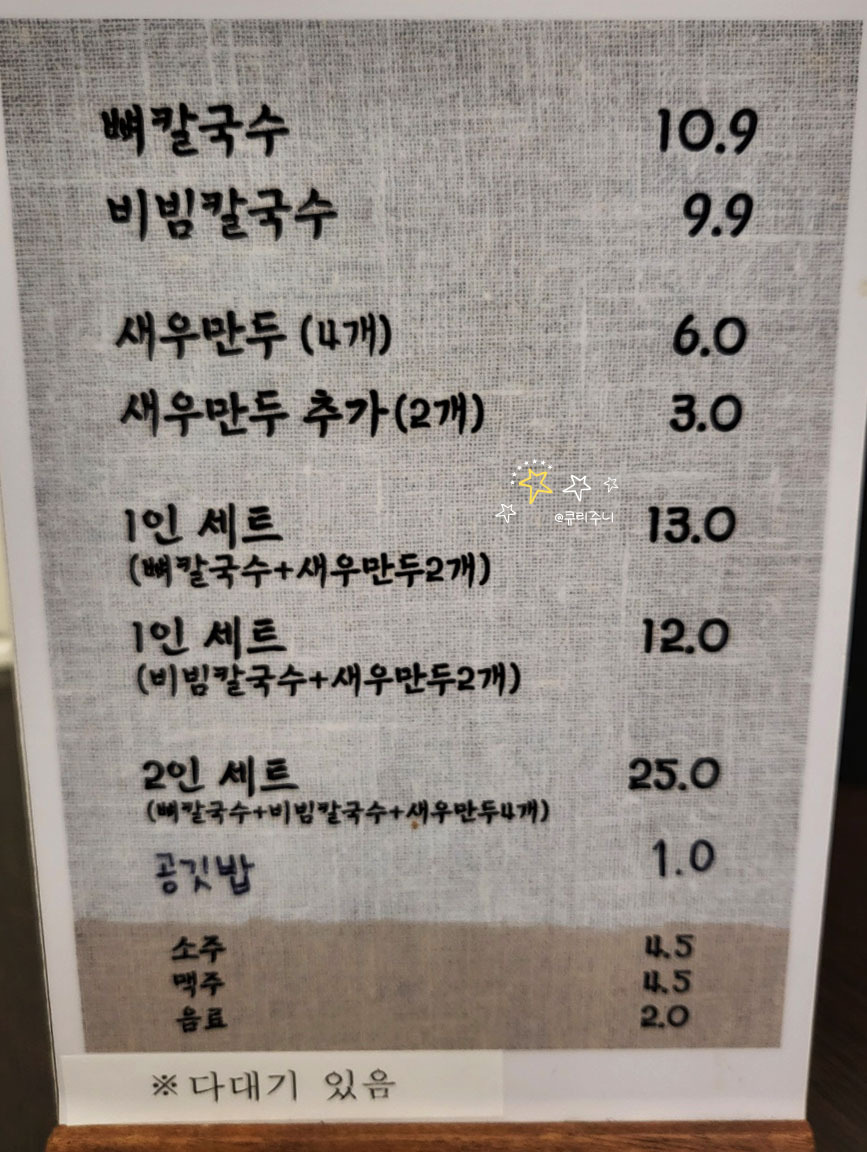 뼈칼국수 10.9
비빔칼국수 9.9
새우만두 (4개) 6.0
새우만두 추가(2개) 3.0
@큐리주니
1인 세트 13.0
(뼈칼국수+새우만두2개)
1인 세트 12.0
(비빔칼국수+새우만두2개)
2인 세트 25.0
(뼈칼국수+비빔칼국수+새우만두4개)
공깃밥 1.0
소주 4.5
맥주 4.5
음료 2.0
※다대기 있음